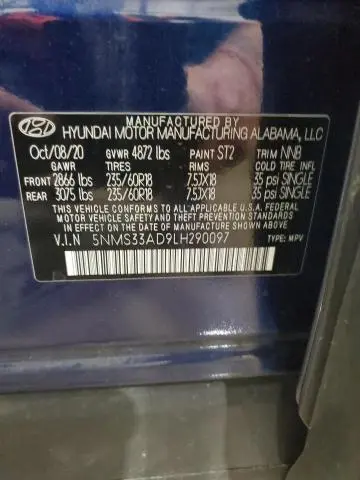 MANUFACTURED BY
HYUNDAI MOTOR MANUFACTURING ALABAMA, LLC
Oct/08/20 GVWR 4872 lbs PAINT ST2 TRIM NNB
GAWR TIRES RIMS COLD TIRE INFL
FRONT 2866 lbs 235/60R18 7.5JX18 35 psi SINGLE
REAR 3075 lbs 235/60R18 7.5JX18 35 psi SINGLE
THIS VEHICLE CONFORMS TO ALL APPLICABLE U.S.A. FEDERAL
MOTOR VEHICLE SAFETY AND THEFT PREVENTION STANDARDS
IN EFFECT ON THE DATE OF MANUFACTURE SHOWN ABOVE.
V.I.N 5NMS33AD9LH290097 TYPE: MPV